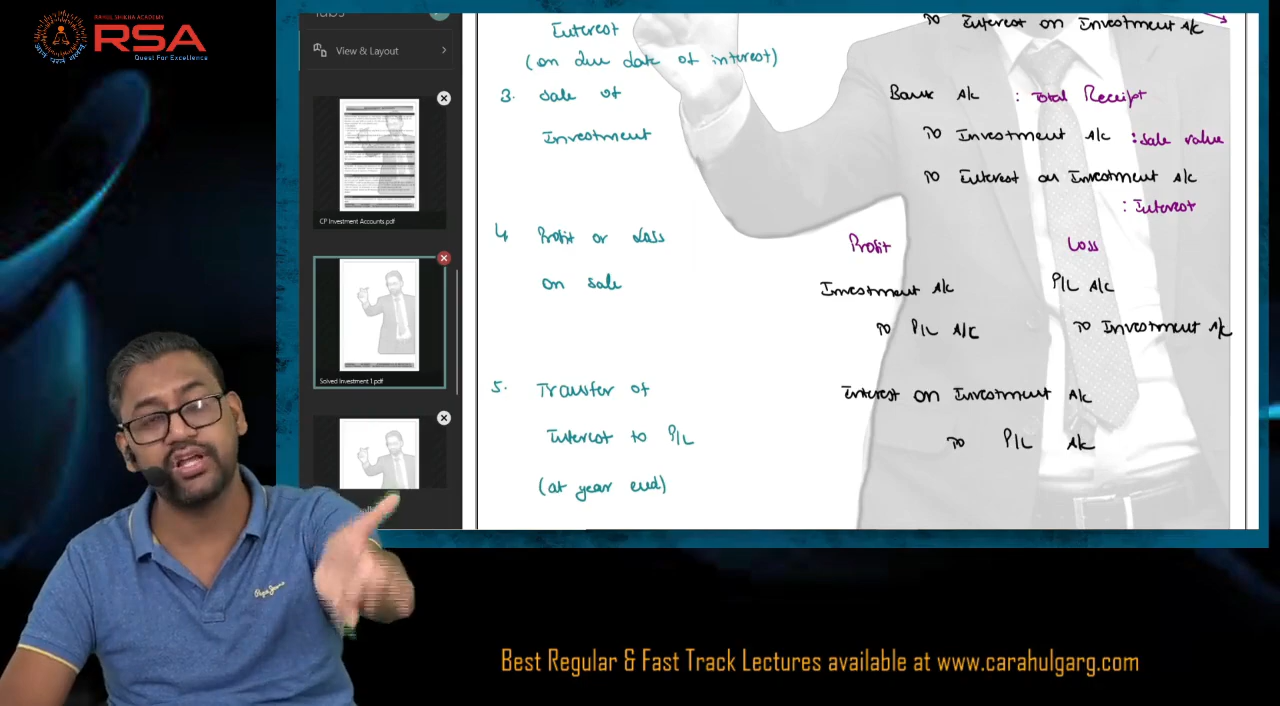 RAHUL SHIKHA ACADEMY
RSA
Quest For Excellence
View & Layout
CP Investment Accounts.pdf
Solved Investment 1.pdf
Interest
(on due date of interest)
To Interest on Investment A/c
3. Sale of
Investment
Bank A/c : Total Receipt
To Investment A/c : Sale value
To Interest on Investment A/c
: Interest
4 Profit or Loss
on sale
Profit
Loss
Investment A/c
To P/L A/c
P/L A/c
To Investment A/c
5. Transfer of
Interest to P/L
(at year end)
Interest on Investment A/c
To P/L A/c
Pepe Jeans
Best Regular & Fast Track Lectures available at www.carahulgarg.com